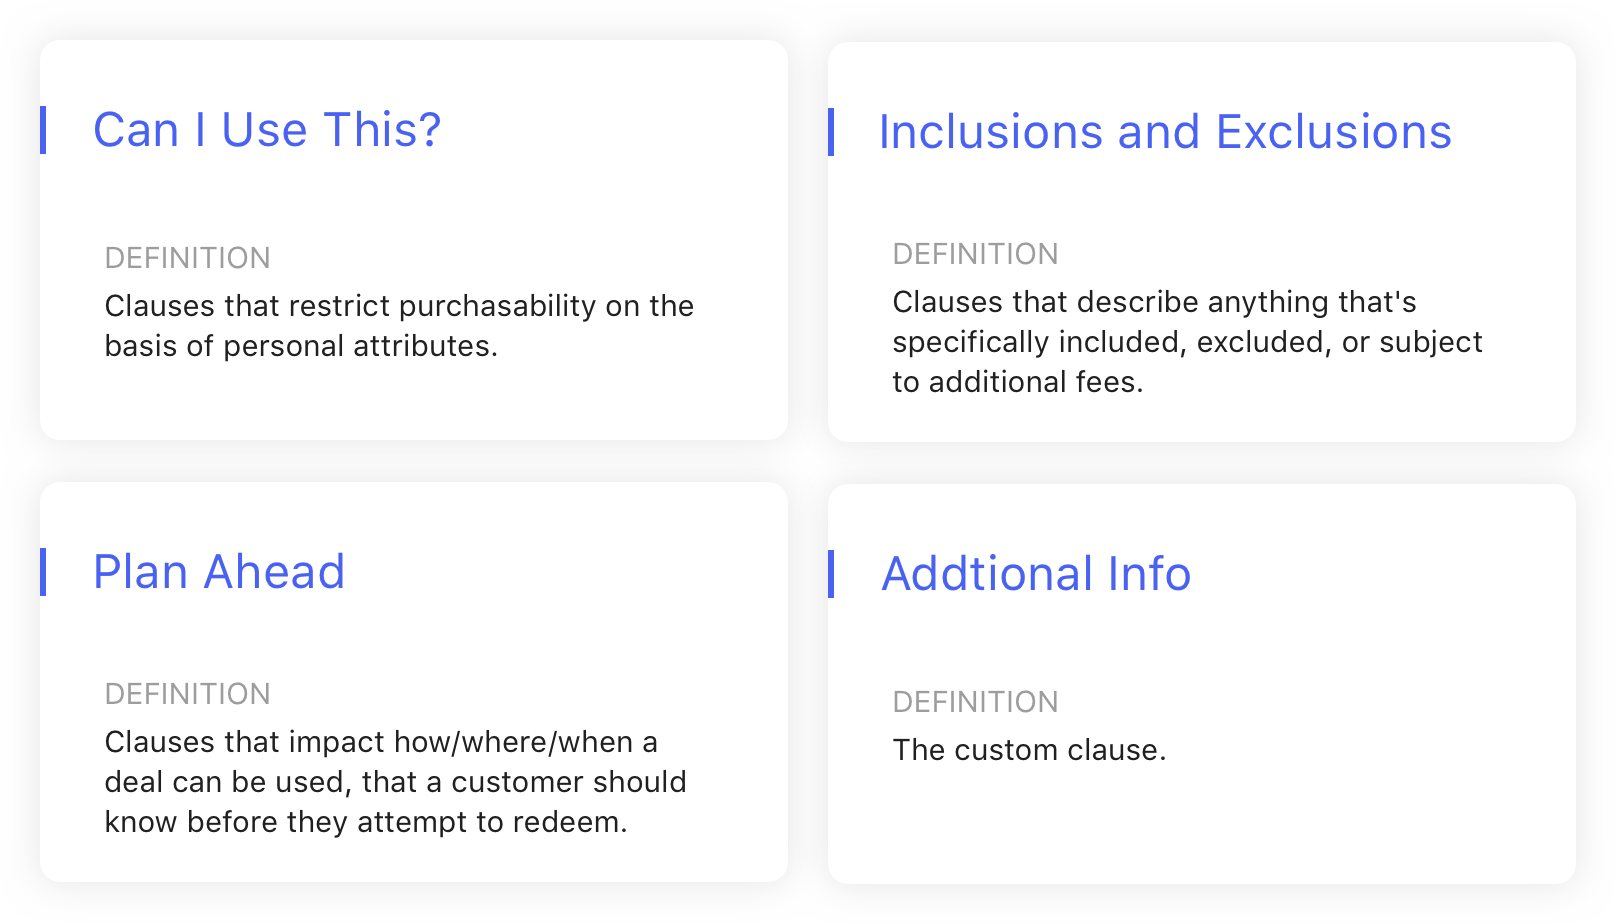 Can I Use This?
DEFINITION
Clauses that restrict purchasability on the
basis of personal attributes.
Inclusions and Exclusions
DEFINITION
Clauses that describe anything that's
specifically included, excluded, or subject
to additional fees.
Plan Ahead
DEFINITION
Clauses that impact how/where/when a
deal can be used, that a customer should
know before they attempt to redeem.
Addtional Info
DEFINITION
The custom clause.